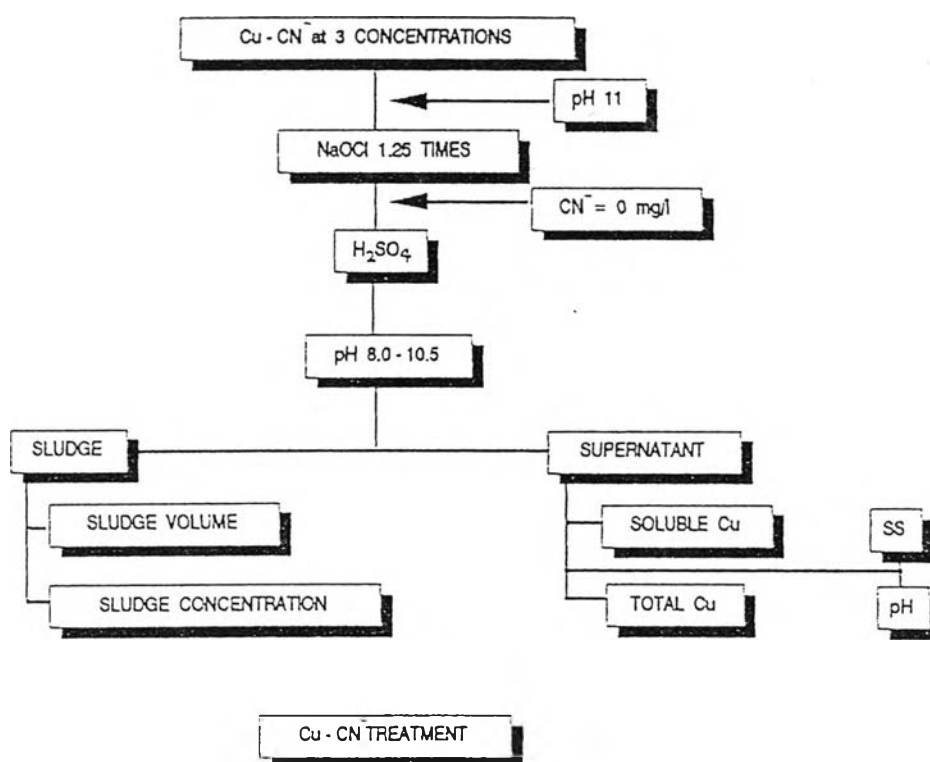 Cu - CN⁻ at 3 CONCENTRATIONS
pH 11
NaOCl 1.25 TIMES
CN⁻ = 0 mg/l
H₂SO₄
pH 8.0 - 10.5
SLUDGE
SUPERNATANT
SLUDGE VOLUME
SOLUBLE Cu
SS
SLUDGE CONCENTRATION
TOTAL Cu
pH
Cu - CN⁻ TREATMENT